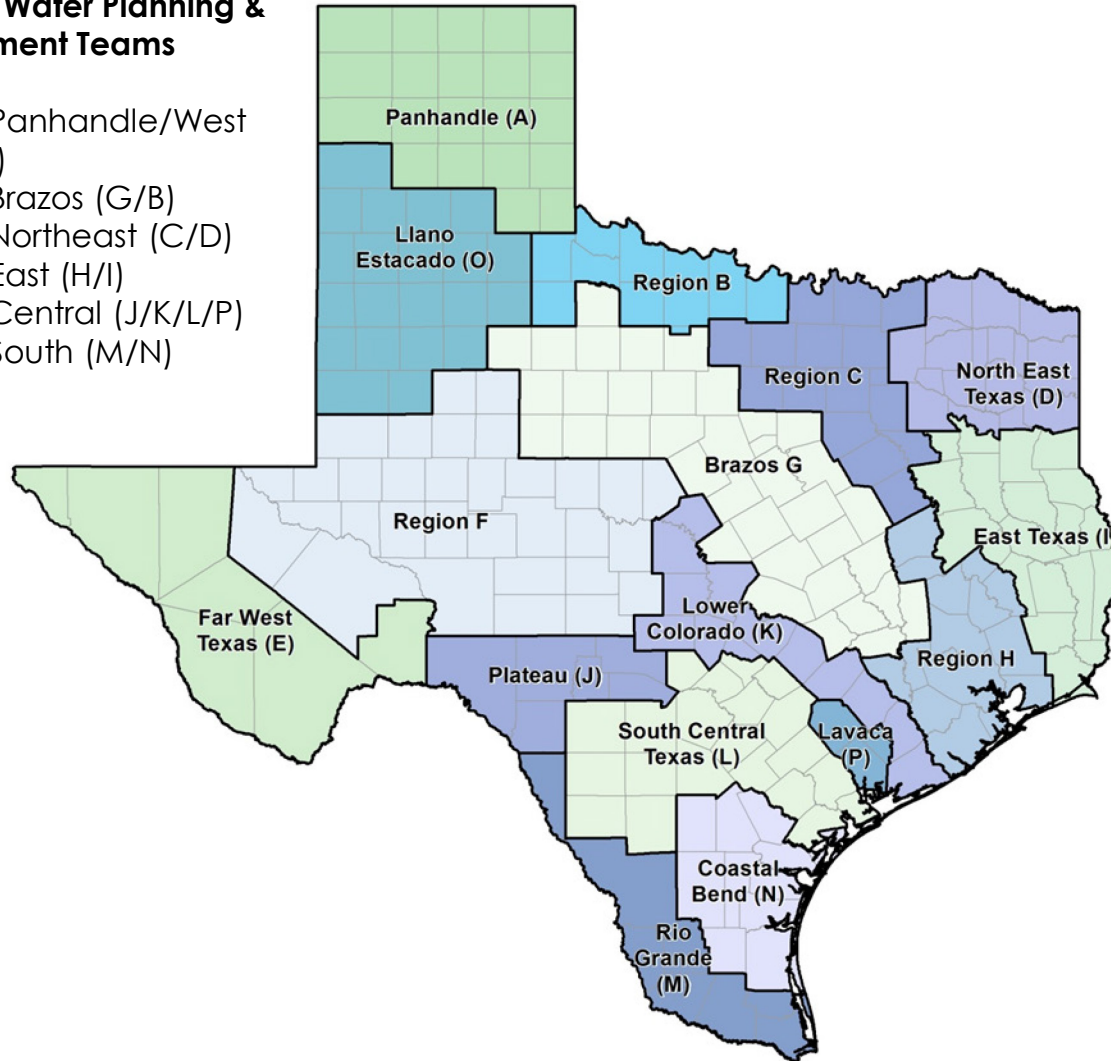 Water Planning &
ment Teams
Panhandle/West
)
Brazos (G/B)
Northeast (C/D)
East (H/I)
Central (J/K/L/P)
South (M/N)
Panhandle (A)
Llano
Estacado (O)
Region B
Region C
North East
Texas (D)
Brazos G
Region F
East Texas (I
Far West
Texas (E)
Lower
Colorado (K)
Region H
Plateau (J)
South Central
Texas (L)
Lavaca
(P)
Coastal
Bend (N)
Rio
Grande
(M)